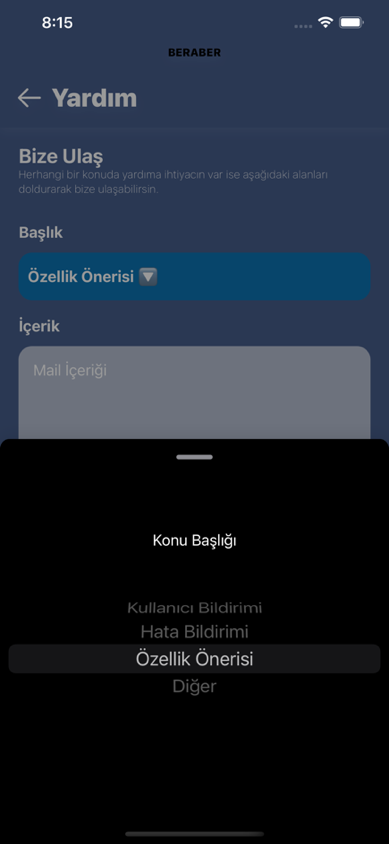 8:15
BERABER
Yardım
Bize Ulaş
Herhangi bir konuda yardıma ihtiyacın var ise aşağıdaki alanları
doldurarak bize ulaşabilirsin.
Başlık
Özellik Önerisi
İçerik
Mail İçeriği
Konu Başlığı
Kullanıcı Bildirimi
Hata Bildirimi
Özellik Önerisi
Diğer